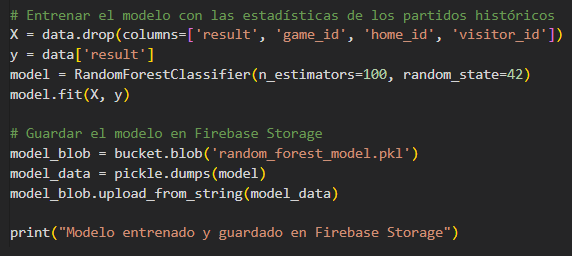 # Entrenar el modelo con las estadísticas de los partidos históricos
X = data.drop(columns=['result', 'game_id', 'home_id', 'visitor_id'])
y = data['result']
model = RandomForestClassifier(n_estimators=100, random_state=42)
model.fit(X, y)
# Guardar el modelo en Firebase Storage
model_blob = bucket.blob('random_forest_model.pkl')
model_data = pickle.dumps(model)
model_blob.upload_from_string(model_data)
print("Modelo entrenado y guardado en Firebase Storage")